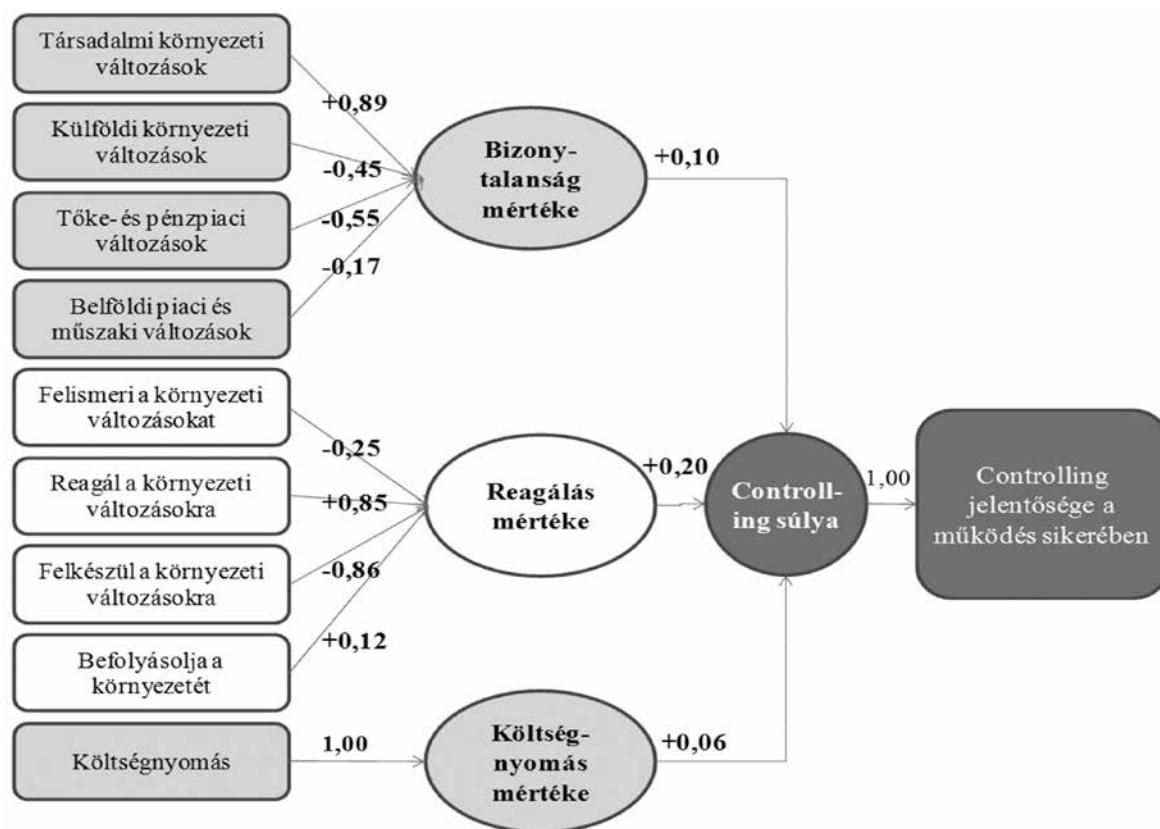 Társadalmi környezeti
változások
+0,89
Külföldi környezeti
változások
-0,45
Tőke- és pénzpiaci
változások
-0,55
Belföldi piaci és
műszaki változások
-0,17
Bizony-
talanság
mértéke
+0,10
Felismeri a környezeti
változásokat
-0,25
Reagál a környezeti
változásokra
+0,85
Felkészül a környezeti
változásokra
-0,86
Befolyásolja a
környezetét
+0,12
Reagálás
mértéke
+0,20
Költségnyomás
1,00
Költség-
nyomás
mértéke
+0,06
Controll-
ing súlya
1,00
Controlling
jelentősége a
működés sikerében